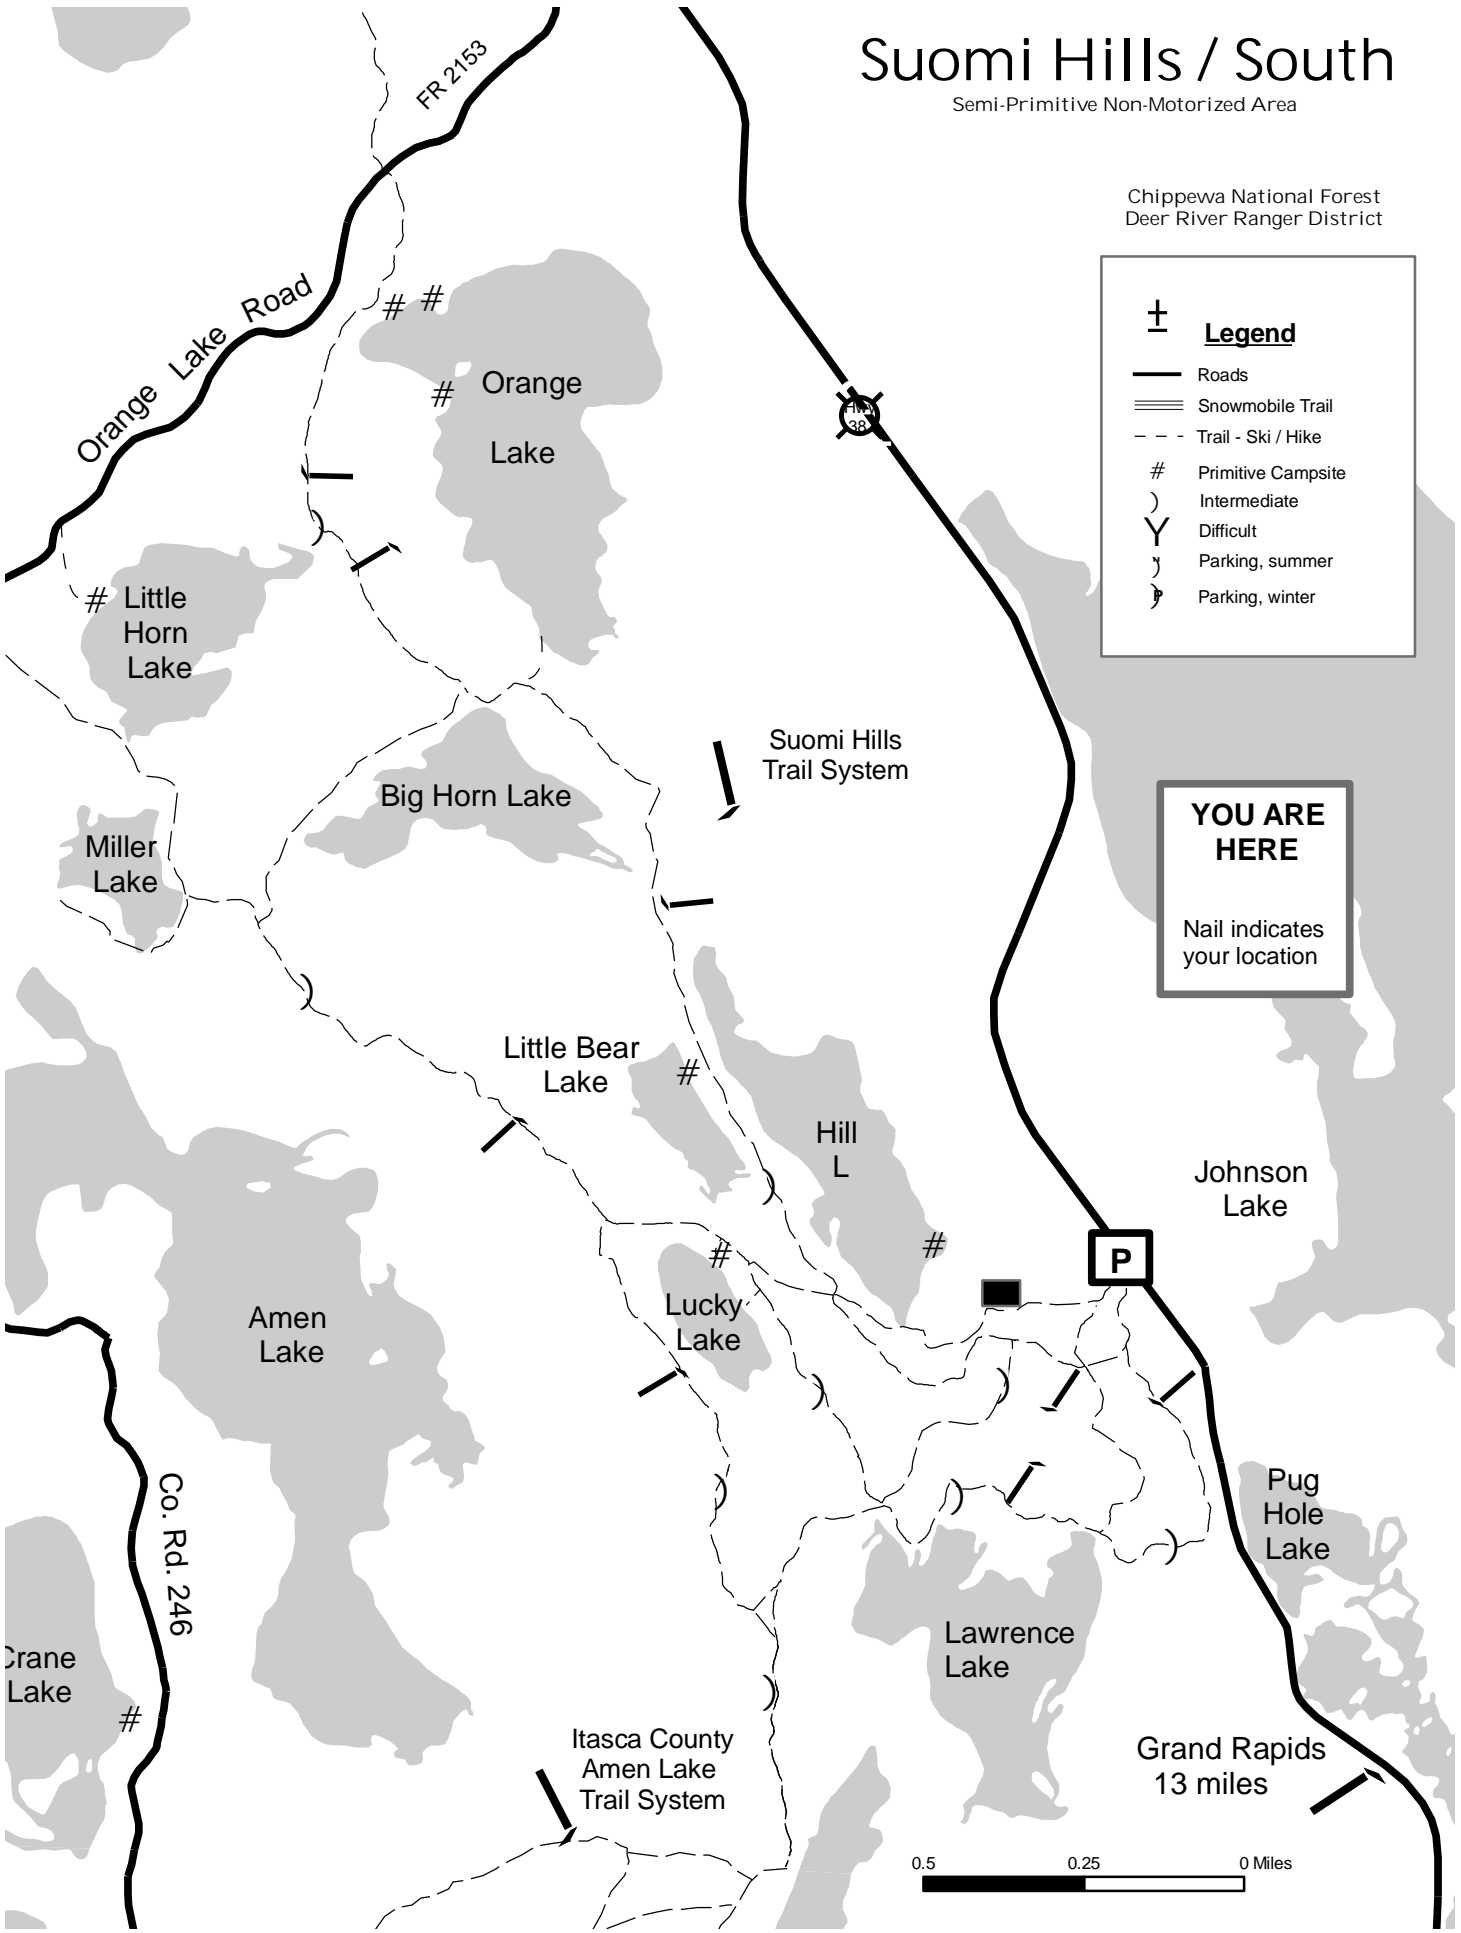 Suomi Hills / South
Semi-Primitive Non-Motorized Area
Chippewa National Forest
Deer River Ranger District
Legend
Roads
Snowmobile Trail
Trail - Ski / Hike
# Primitive Campsite
) Intermediate
Y Difficult
Parking, summer
P Parking, winter
FR 2153
Orange Lake Road
#
#
#
Orange
Lake
Hwy
38
#
Little
Horn
Lake
Suomi Hills
Trail System
Big Horn Lake
YOU ARE
HERE
Nail indicates
your location
Miller
Lake
Little Bear
Lake
#
Hill
L
Johnson
Lake
#
#
P
Lucky
Lake
Amen
Lake
Co. Rd. 246
Pug
Hole
Lake
Crane
Lake
#
Lawrence
Lake
Itasca County
Amen Lake
Trail System
Grand Rapids
13 miles
0.5 0.25 0 Miles